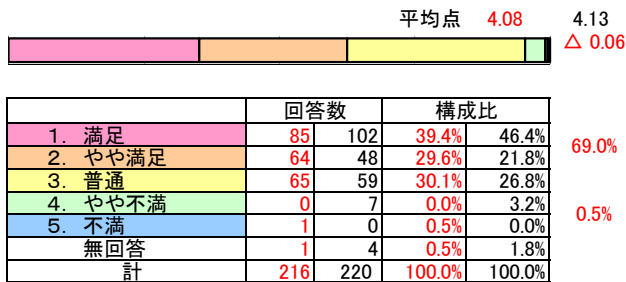 平均点 4.08 4.13
△ 0.06
回答数 構成比
1. 満足 85 102 39.4% 46.4%
69.0%
2. やや満足 64 48 29.6% 21.8%
3. 普通 65 59 30.1% 26.8%
4. やや不満 0 7 0.0% 3.2%
0.5%
5. 不満 1 0 0.5% 0.0%
無回答 1 4 0.5% 1.8%
計 216 220 100.0% 100.0%